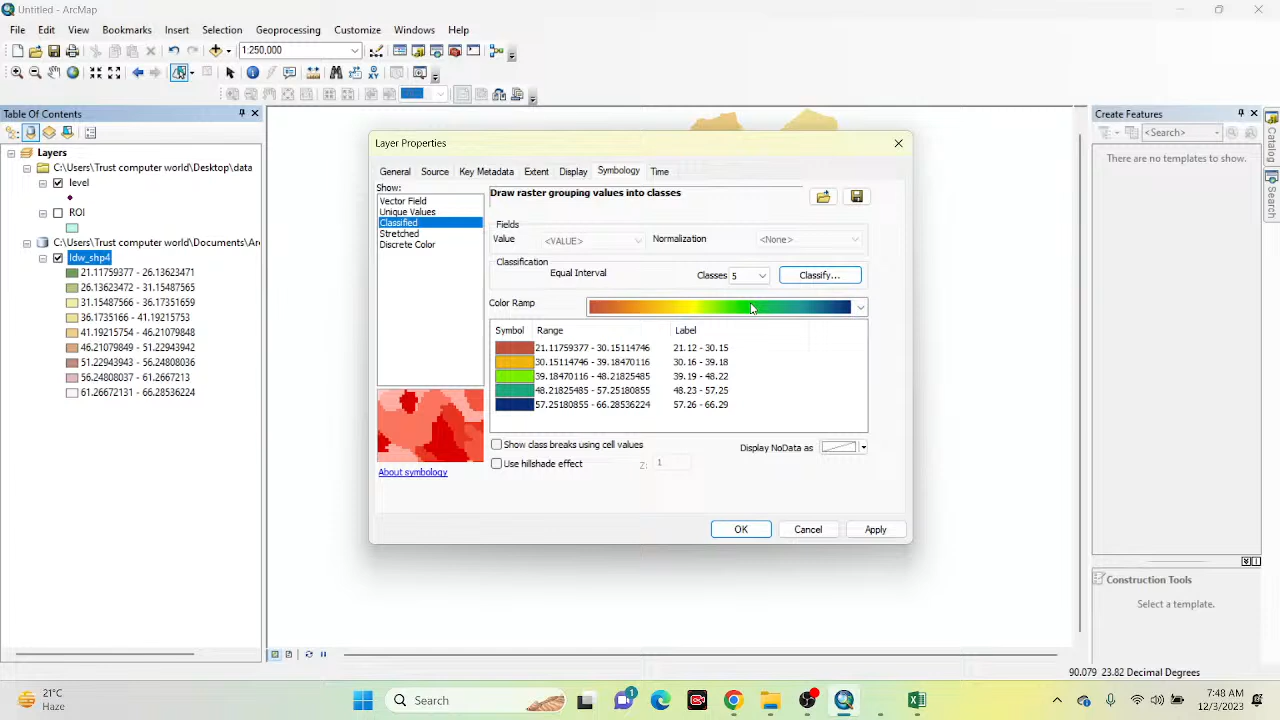 Untitled - ArcMap
File Edit View Bookmarks Insert Selection Geoprocessing Customize Windows Help
1:250,000
Table Of Contents
Layers
C:\Users\Trust computer world\Desktop\data
level
ROI
C:\Users\Trust computer world\Documents\Arc
Idw_shp4
21.11759377 - 26.13623471
26.13623472 - 31.15487565
31.15487566 - 36.17351659
36.1735166 - 41.19215753
41.19215754 - 46.21079848
46.21079849 - 51.22943942
51.22943943 - 56.24808036
56.24808037 - 61.2667213
61.26672131 - 66.28536224
Layer Properties
General Source Key Metadata Extent Display Symbology Time
Show:
Vector Field
Unique Values
Classified
Stretched
Discrete Color
About symbology
Draw raster grouping values into classes
Fields
Value <VALUE> Normalization <None>
Classification
Equal Interval Classes 5 Classify...
Color Ramp
Symbol Range Label
21.11759377 - 30.15114746 21.12 - 30.15
30.15114746 - 39.18470116 30.16 - 39.18
39.18470116 - 48.21825485 39.19 - 48.22
48.21825485 - 57.25180855 48.23 - 57.25
57.25180855 - 66.28536224 57.26 - 66.29
Show class breaks using cell values
Display NoData as
Use hillshade effect Z: 1
OK Cancel Apply
Create Features
<Search>
There are no templates to show.
Catalog
Search
Construction Tools
Select a template.
90.079 23.82 Decimal Degrees
21°C
Haze
Search
1
7:48 AM
12/3/2023